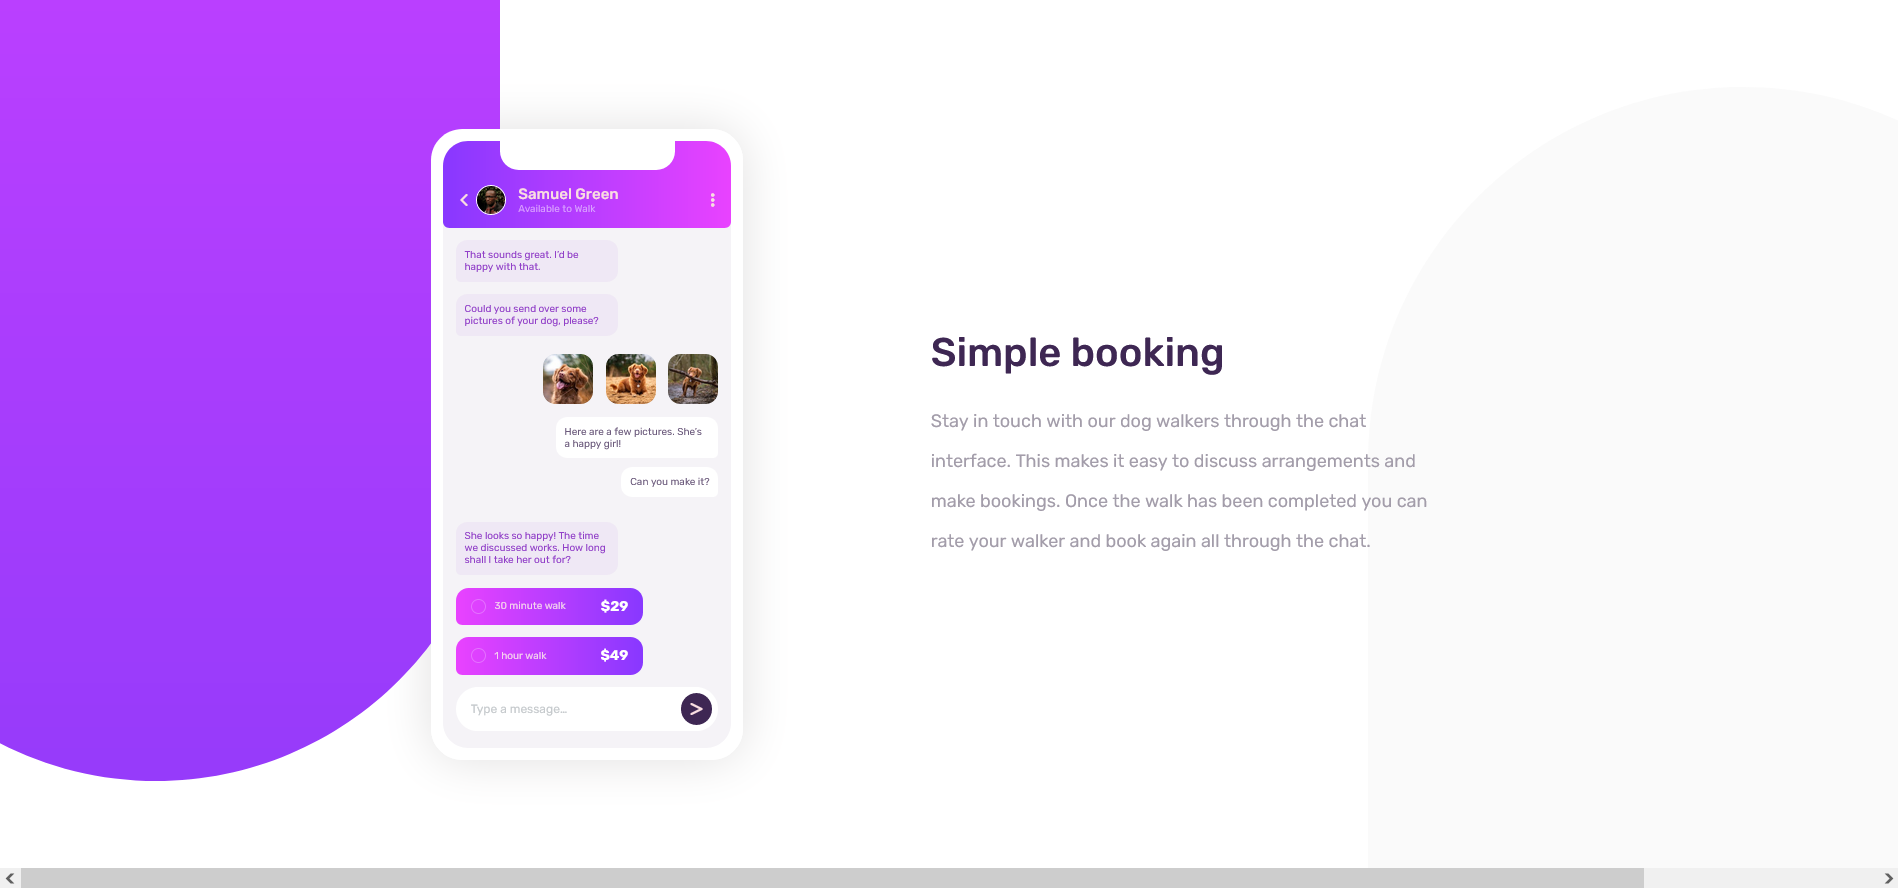 Samuel Green
Available to Walk
That sounds great. I'd be
happy with that.
Could you send over some
pictures of your dog, please?
Here are a few pictures. She's
a happy girl!
Can you make it?
She looks so happy! The time
we discussed works. How long
shall I take her out for?
30 minute walk $29
1 hour walk $49
Type a message…
Simple booking
Stay in touch with our dog walkers through the chat
interface. This makes it easy to discuss arrangements and
make bookings. Once the walk has been completed you can
rate your walker and book again all through the chat.